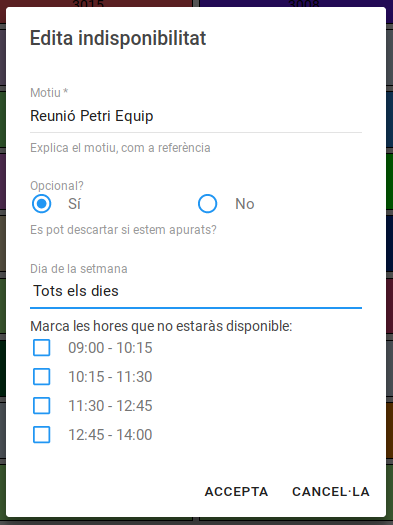 3015
3008
Edita indisponibilitat
Motiu *
Reunió Petri Equip
Explica el motiu, com a referència
Opcional?
Sí
No
Es pot descartar si estem apurats?
Dia de la setmana
Tots els dies
Marca les hores que no estaràs disponible:
09:00 - 10:15
10:15 - 11:30
11:30 - 12:45
12:45 - 14:00
ACCEPTA CANCEL·LA